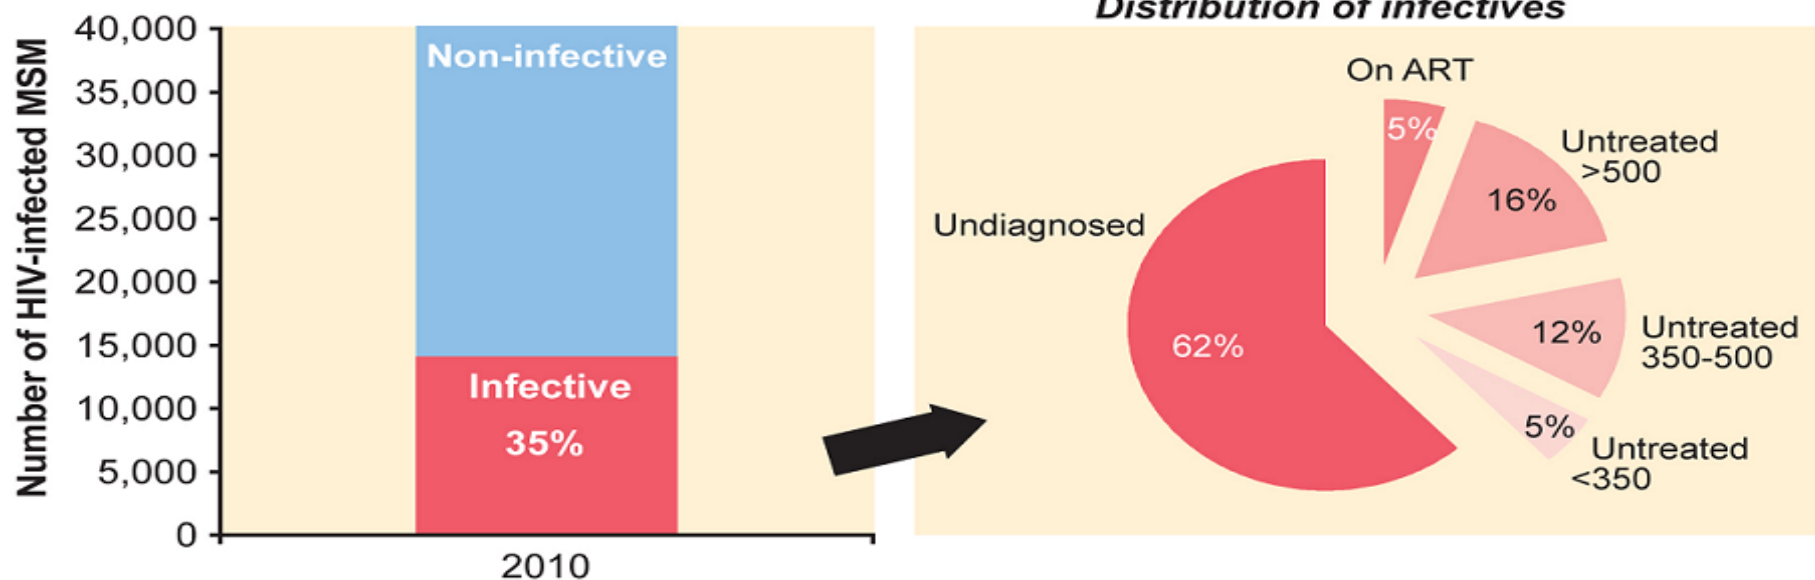 Number of HIV-infected MSM
40,000
35,000
30,000
25,000
20,000
15,000
10,000
5,000
0
Non-infective
Infective
35%
2010
Distribution of infectives
On ART
5%
Untreated
>500
16%
Undiagnosed
62%
12%
Untreated
350-500
5%
Untreated
<350